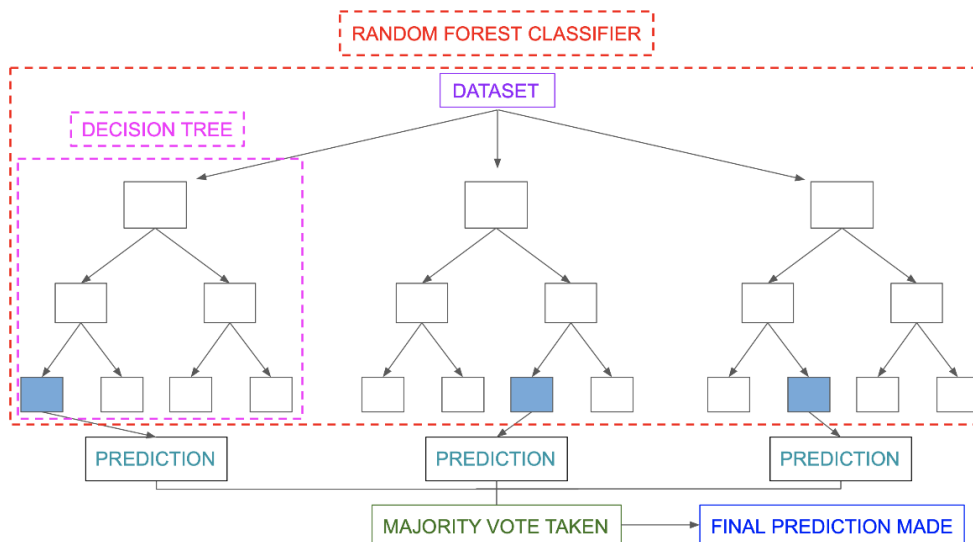 RANDOM FOREST CLASSIFIER
DATASET
DECISION TREE
PREDICTION
PREDICTION
PREDICTION
MAJORITY VOTE TAKEN
FINAL PREDICTION MADE